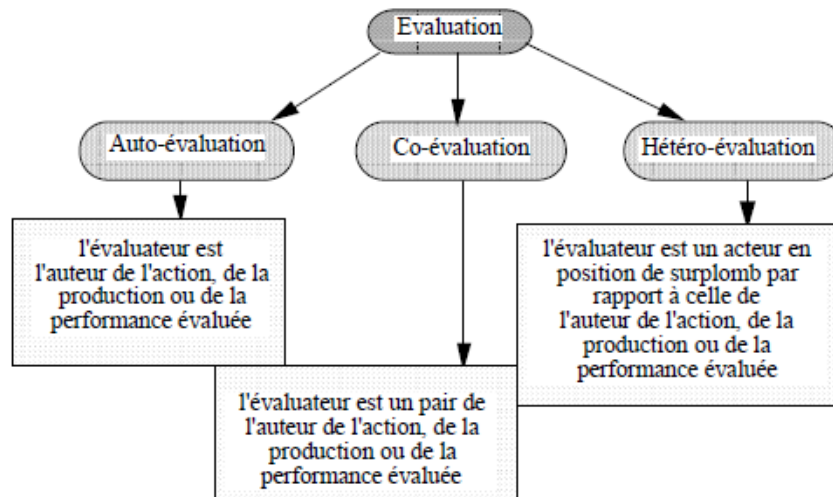 Evaluation
Auto-évaluation
Co-évaluation
Hétéro-évaluation
l'évaluateur est
l'auteur de l'action, de la
production ou de la
performance évaluée
l'évaluateur est un pair de
l'auteur de l'action, de la
production ou de la
performance évaluée
l'évaluateur est un acteur en
position de surplomb par
rapport à celle de
l'auteur de l'action, de la
production ou de la
performance évaluée